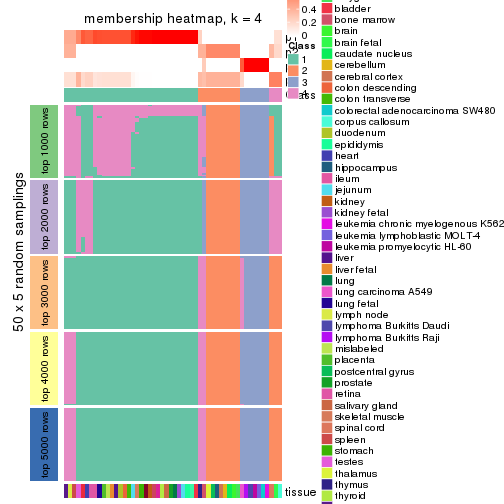 membership heatmap, k = 4
50 x 5 random samplings
top 1000 rows
top 2000 rows
top 3000 rows
top 4000 rows
top 5000 rows
0.4
0.2
0
Class
1
2
3
4
tissue
bladder
bone marrow
brain
brain fetal
caudate nucleus
cerebellum
cerebral cortex
colon descending
colon transverse
colorectal adenocarcinoma SW480
corpus callosum
duodenum
epididymis
heart
hippocampus
ileum
jejunum
kidney
kidney fetal
leukemia chronic myelogenous K562
leukemia lymphoblastic MOLT-4
leukemia promyelocytic HL-60
liver
liver fetal
lung
lung carcinoma A549
lung fetal
lymph node
lymphoma Burkitts Daudi
lymphoma Burkitts Raji
mislabeled
placenta
postcentral gyrus
prostate
retina
salivary gland
skeletal muscle
spinal cord
spleen
stomach
testes
thalamus
thymus
thyroid